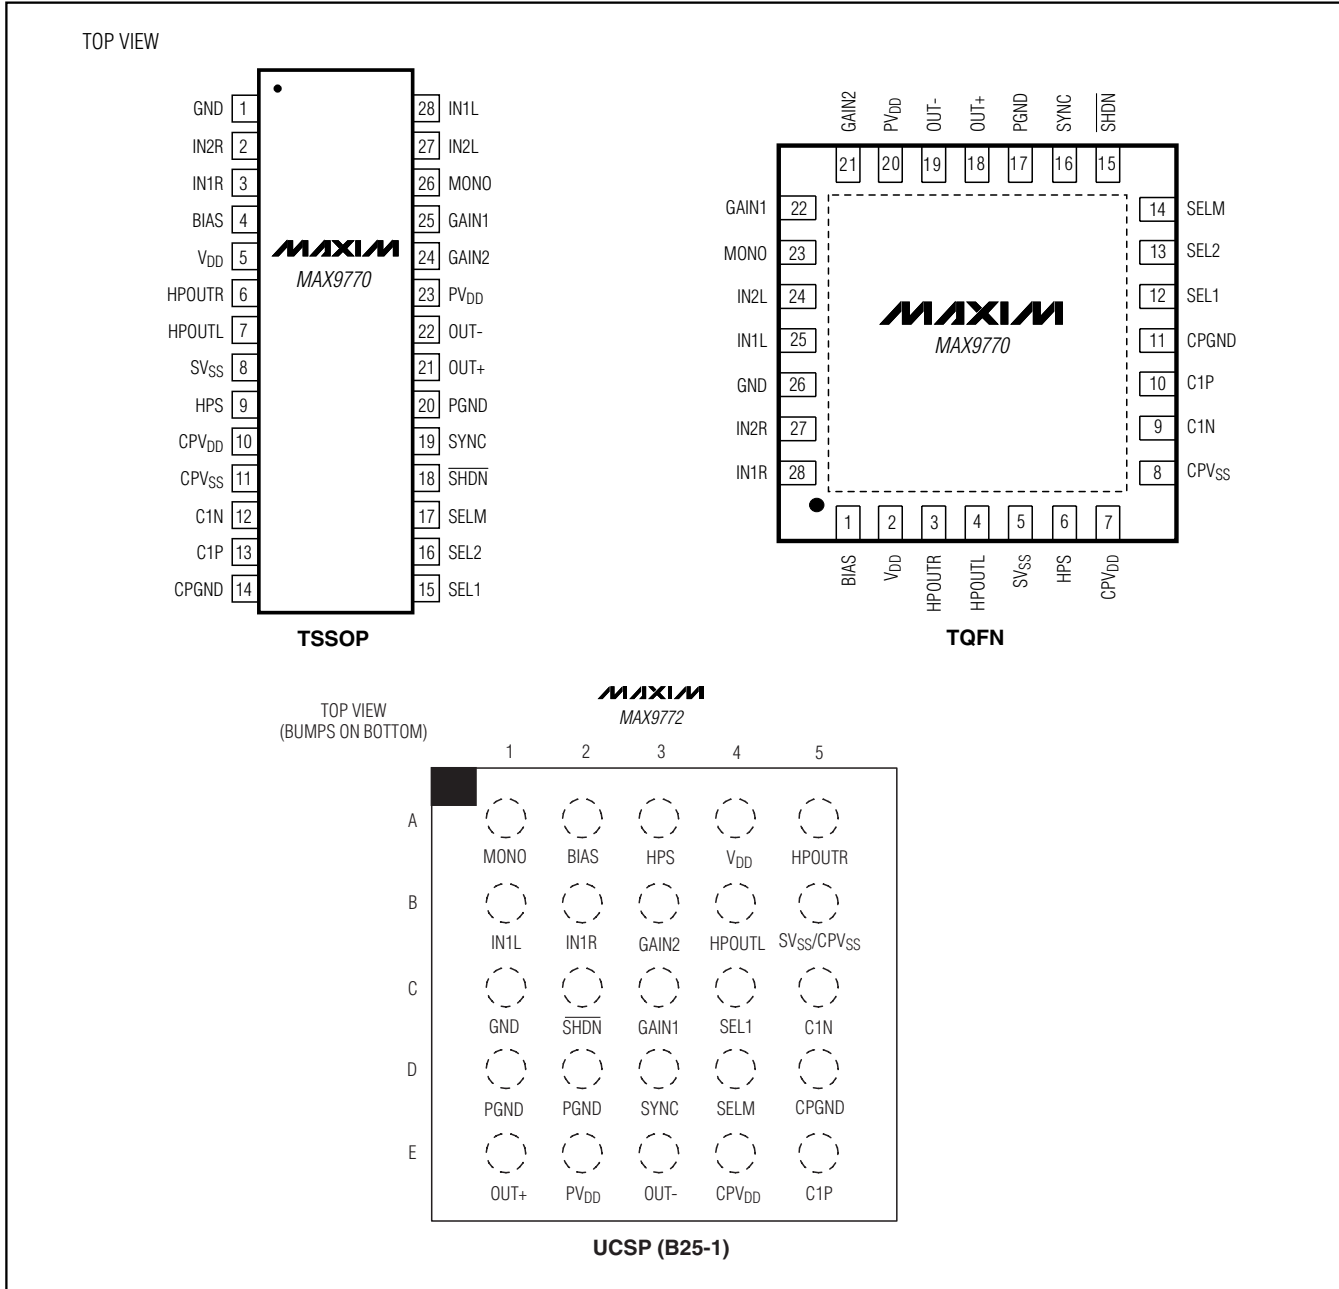 TOP VIEW
GND 1
IN2R 2
IN1R 3
BIAS 4
VDD 5
HPOUTR 6
HPOUTL 7
SVSS 8
HPS 9
CPVDD 10
CPVSS 11
C1N 12
C1P 13
CPGND 14
MAXIM
MAX9770
28 IN1L
27 IN2L
26 MONO
25 GAIN1
24 GAIN2
23 PVDD
22 OUT-
21 OUT+
20 PGND
19 SYNC
18 SHDN
17 SELM
16 SEL2
15 SEL1
TSSOP
GAIN2 PVDD OUT- OUT+ PGND SYNC SHDN
21 20 19 18 17 16 15
GAIN1 22
MONO 23
IN2L 24
IN1L 25
GND 26
IN2R 27
IN1R 28
MAXIM
MAX9770
14 SELM
13 SEL2
12 SEL1
11 CPGND
10 C1P
9 C1N
8 CPVSS
1 2 3 4 5 6 7
BIAS VDD HPOUTR HPOUTL SVSS HPS CPVDD
TQFN
TOP VIEW
(BUMPS ON BOTTOM)
MAXIM
MAX9772
1 2 3 4 5
A
MONO BIAS HPS VDD HPOUTR
B
IN1L IN1R GAIN2 HPOUTL SVSS/CPVSS
C
GND SHDN GAIN1 SEL1 C1N
D
PGND PGND SYNC SELM CPGND
E
OUT+ PVDD OUT- CPVDD C1P
UCSP (B25-1)